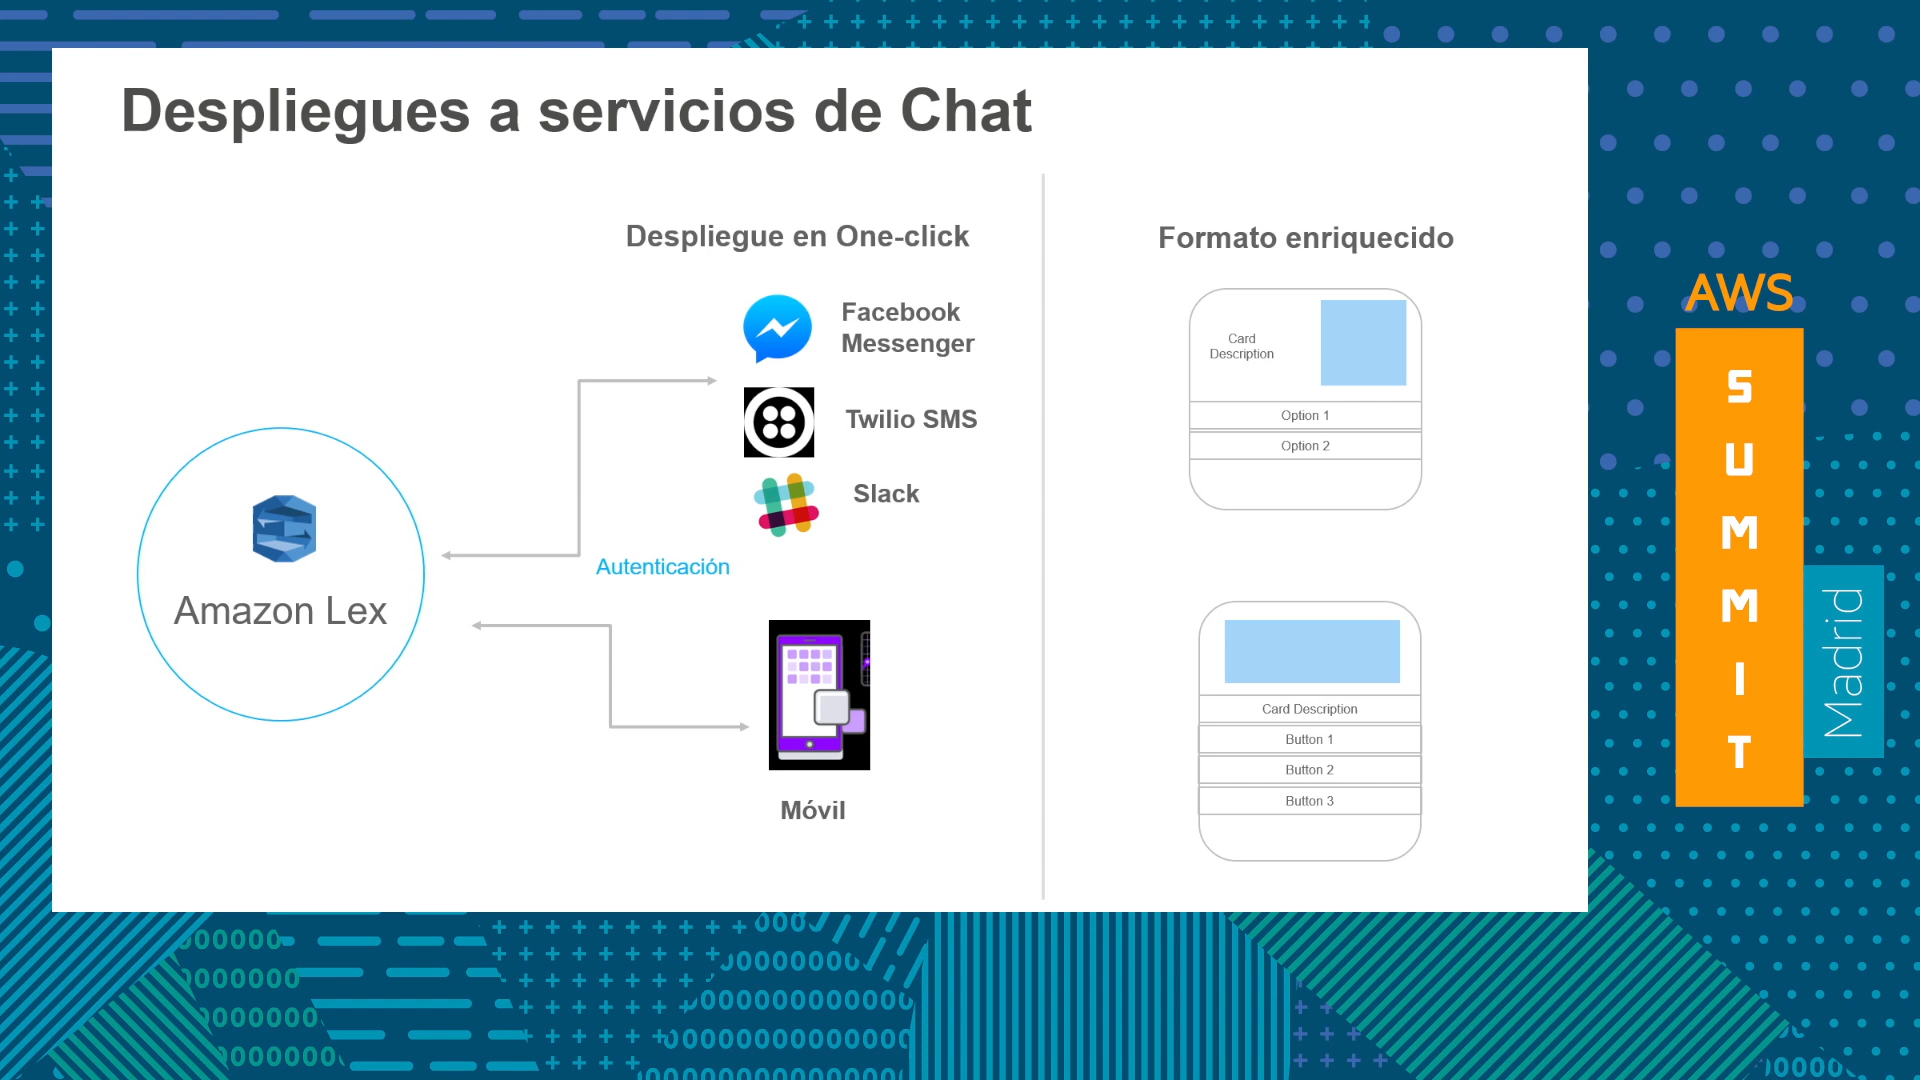 Despliegues a servicios de Chat
Despliegue en One-click
Facebook
Messenger
Twilio SMS
Slack
Autenticación
Amazon Lex
Móvil
Formato enriquecido
Card
Description
Option 1
Option 2
Card Description
Button 1
Button 2
Button 3
AWS
SUMMIT
Madrid